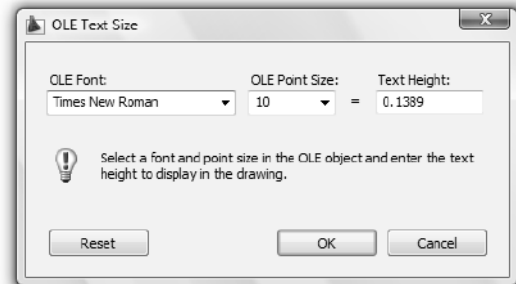 OLE Text Size
OLE Font: OLE Point Size: Text Height:
Times New Roman 10 = 0.1389
Select a font and point size in the OLE object and enter the text
height to display in the drawing.
Reset OK Cancel